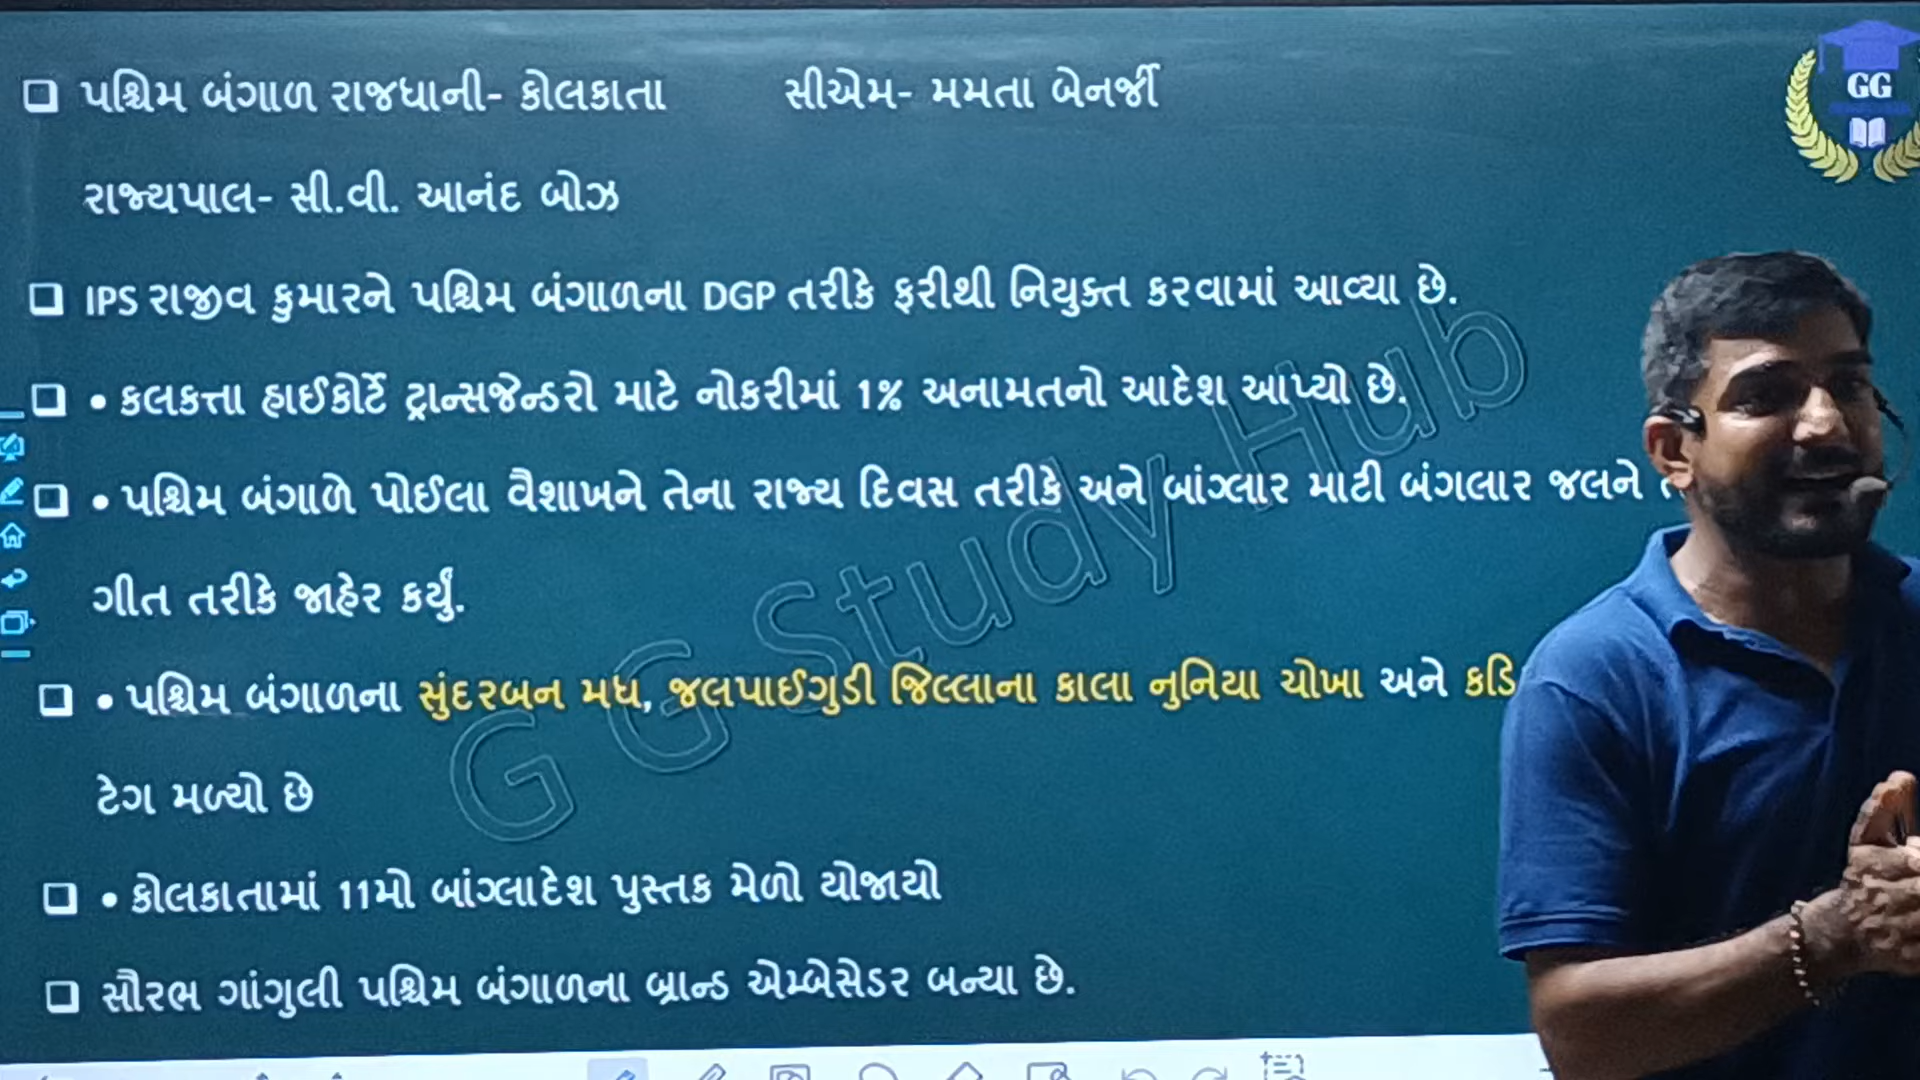 પશ્ચિમ બંગાળ રાજધાની- કોલકાતા સીએમ- મમતા બેનર્જી
GG
રાજ્યપાલ- સી.વી. આનંદ બોઝ
IPS રાજીવ કુમારને પશ્ચિમ બંગાળના DGP તરીકે ફરીથી નિયુક્ત કરવામાં આવ્યા છે.
• કલકત્તા હાઈકોર્ટે ટ્રાન્સજેન્ડરો માટે નોકરીમાં 1% અનામતનો આદેશ આપ્યો છે.
• પશ્ચિમ બંગાળે પોઈલા વૈશાખને તેના રાજ્ય દિવસ તરીકે અને બાંગ્લાર માટી બંગલાર જલને
ગીત તરીકે જાહેર કર્યું.
• પશ્ચિમ બંગાળના સુંદરબન મધ, જલપાઈગુડી જિલ્લાના કાલા નુનિયા ચોખા અને
ટેગ મળ્યો છે
• કોલકાતામાં 11મો બાંગ્લાદેશ પુસ્તક મેળો યોજાયો
સૌરભ ગાંગુલી પશ્ચિમ બંગાળના બ્રાન્ડ એમ્બેસેડર બન્યા છે.
G G Study Hub